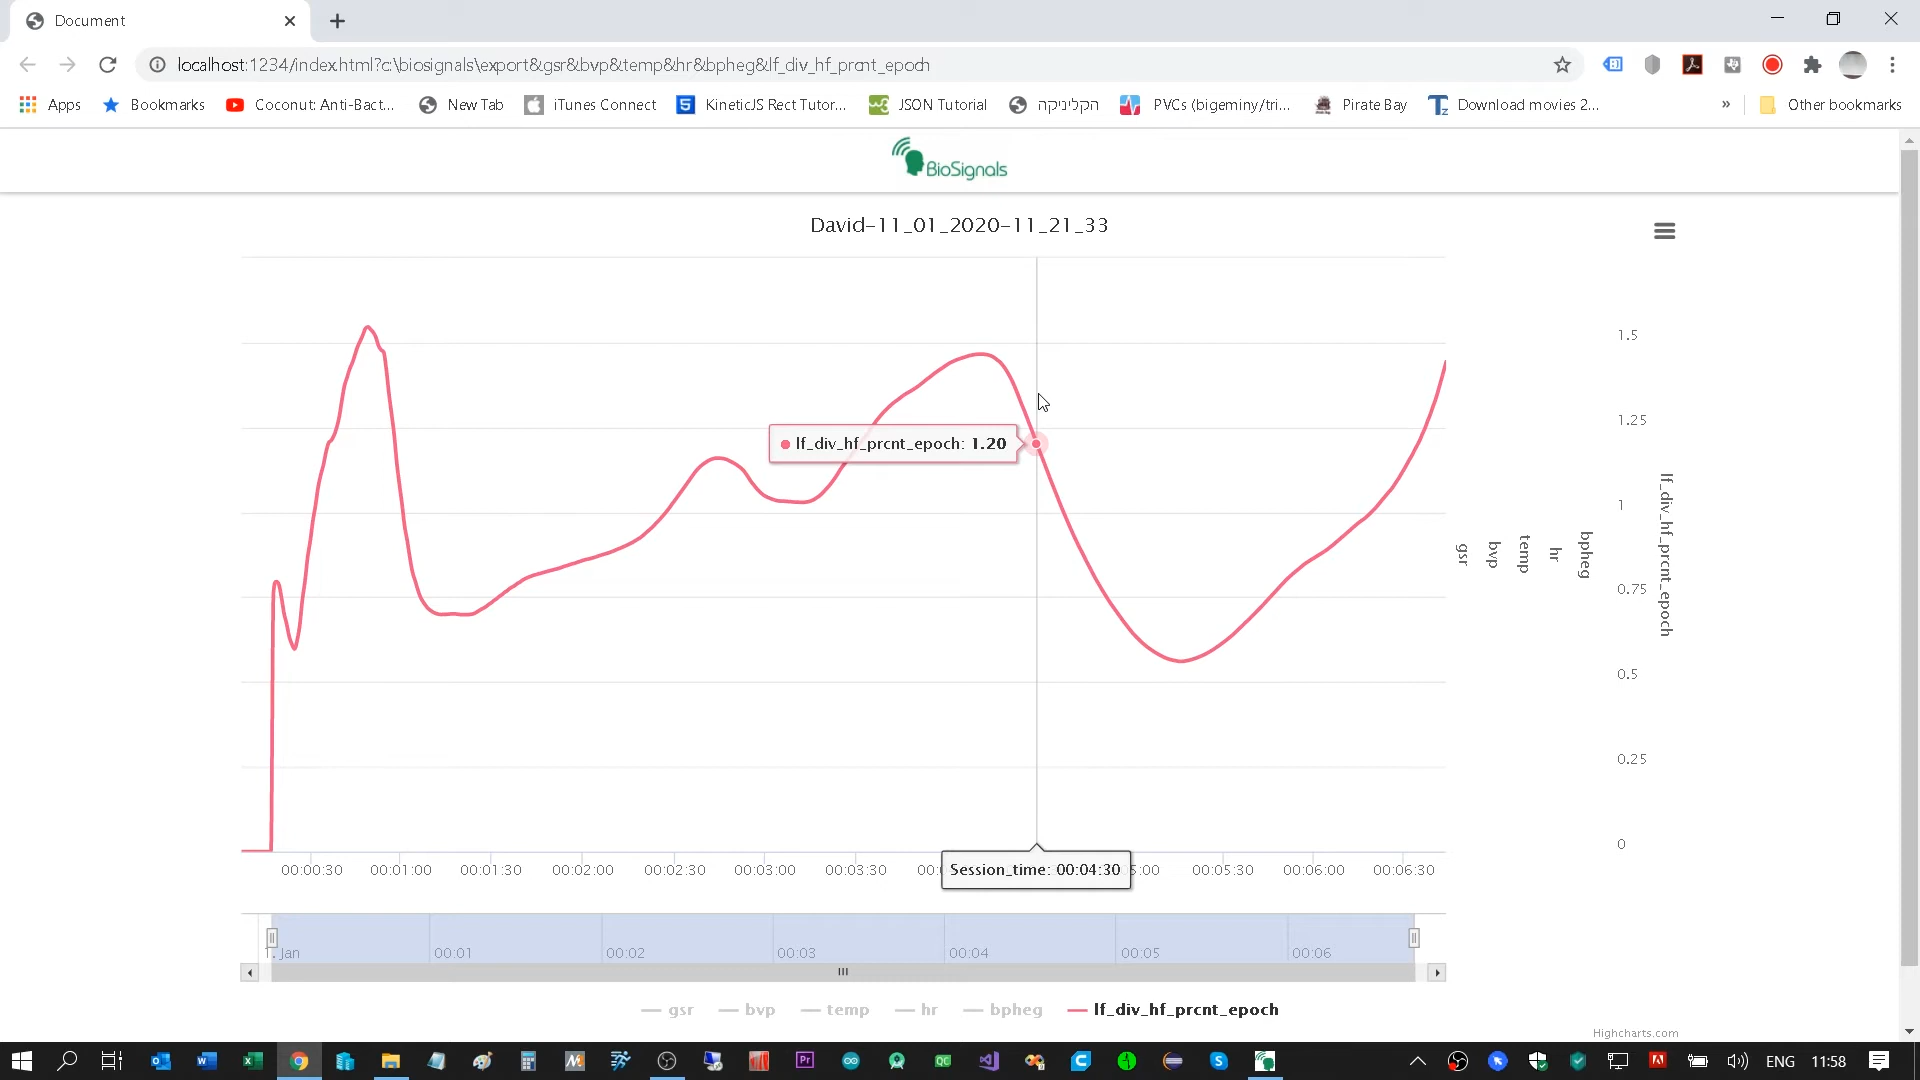 Document
localhost:1234/index.html?c:\biosignals\export&gsr&bvp&temp&hr&bpheg&lf_div_hf_prcnt_epoch
Apps Bookmarks Coconut: Anti-Bact... New Tab iTunes Connect KineticJS Rect Tutor... JSON Tutorial הקליניקה PVCs (bigeminy/tri... Pirate Bay Download movies 2... » Other bookmarks
BioSignals
David-11_01_2020-11_21_33
1.5
1.25
1
0.75
0.5
0.25
0
lf_div_hf_prcnt_epoch: 1.20
gsr
bvp
temp
hr
bpheg
lf_div_hf_prcnt_epoch
00:00:30 00:01:00 00:01:30 00:02:00 00:02:30 00:03:00 00:03:30 Session_time: 00:04:30 5:00 00:05:30 00:06:00 00:06:30
1. Jan 00:01 00:02 00:03 00:04 00:05 00:06
gsr bvp temp hr bpheg lf_div_hf_prcnt_epoch
Highcharts.com
ENG 11:58